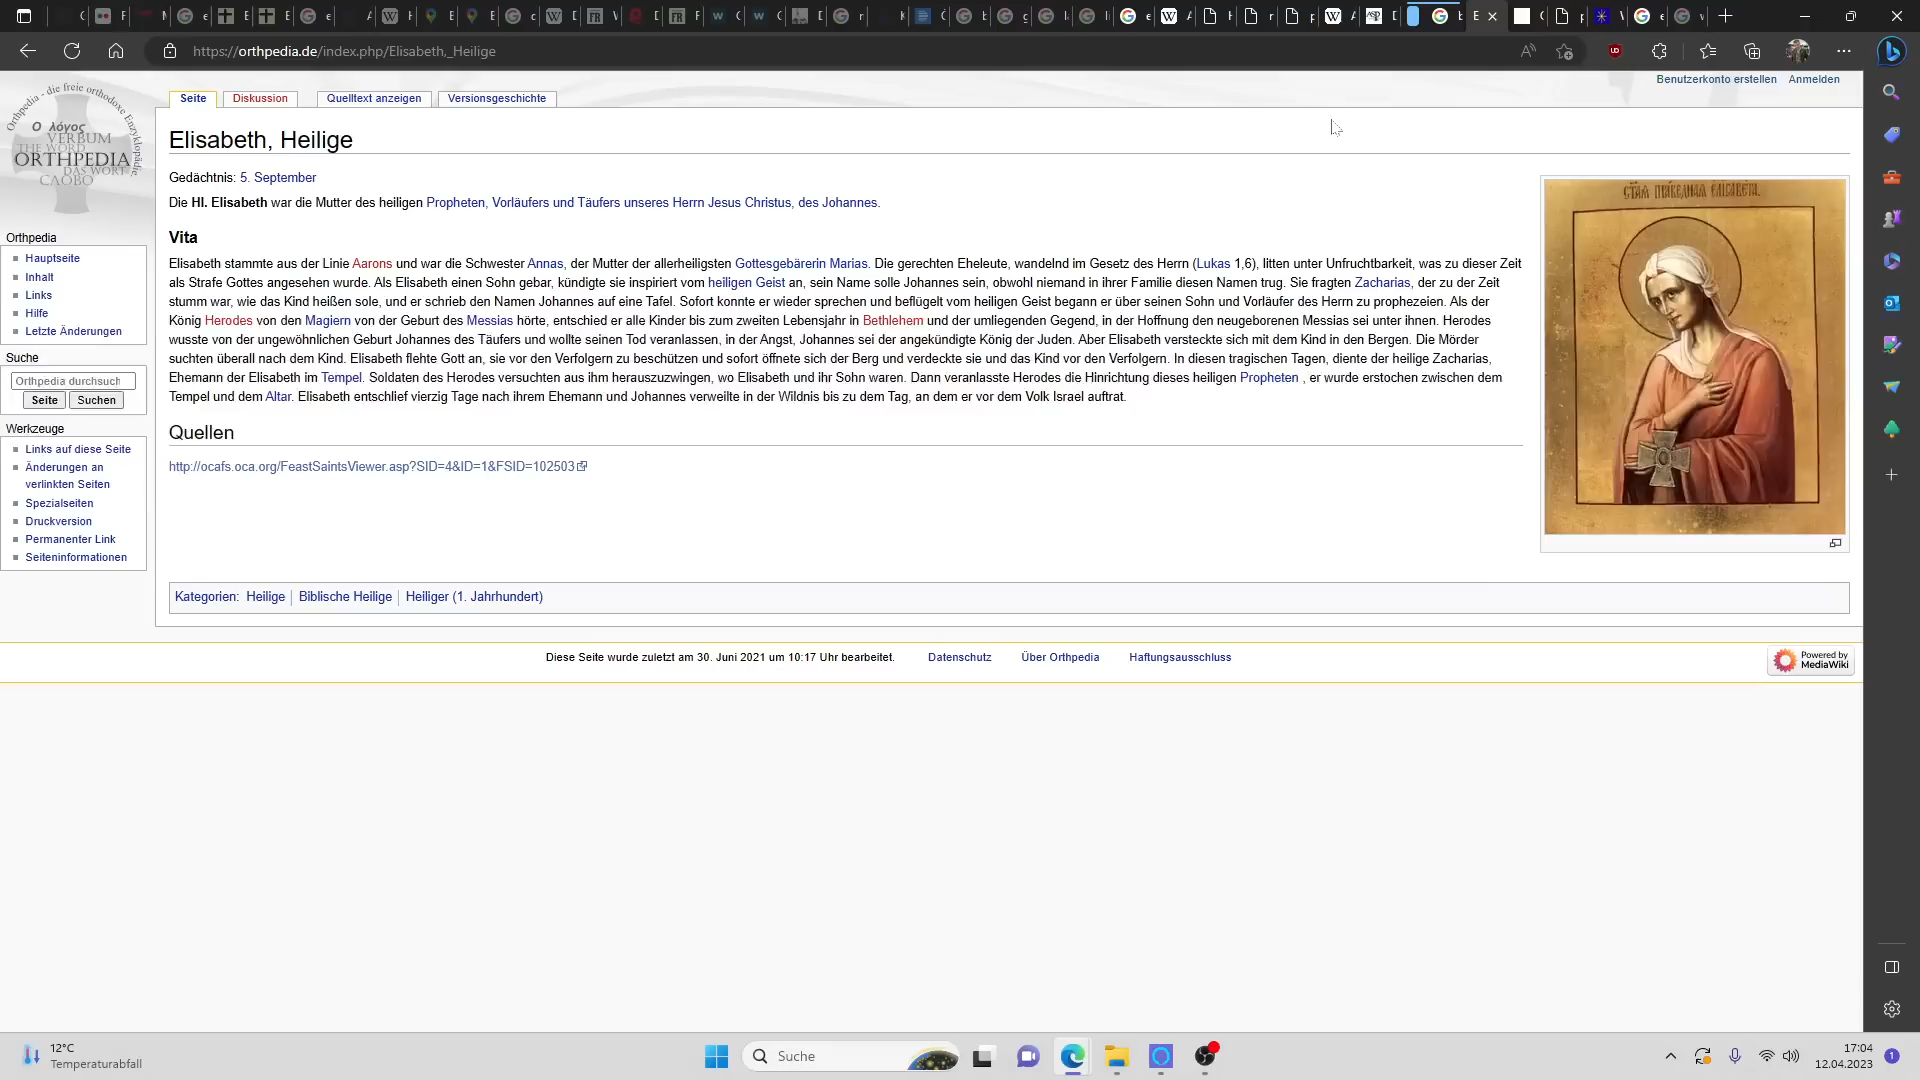 https://orthpedia.de/index.php/Elisabeth,_Heilige
Benutzerkonto erstellen Anmelden
Orthpedia - die freie orthodoxe Enzyklopädie
Ο λόγος
VERBUM
THE WORD
ORTHPEDIA
DAS WORT
СЛОВО
Seite Diskussion Quelltext anzeigen Versionsgeschichte
Elisabeth, Heilige
Gedächtnis: 5. September
Die Hl. Elisabeth war die Mutter des heiligen Propheten, Vorläufers und Täufers unseres Herrn Jesus Christus, des Johannes.
Vita
Elisabeth stammte aus der Linie Aarons und war die Schwester Annas, der Mutter der allerheiligsten Gottesgebärerin Marias. Die gerechten Eheleute, wandelnd im Gesetz des Herrn (Lukas 1,6), litten unter Unfruchtbarkeit, was zu dieser Zeit
als Strafe Gottes angesehen wurde. Als Elisabeth einen Sohn gebar, kündigte sie inspiriert vom heiligen Geist an, sein Name solle Johannes sein, obwohl niemand in ihrer Familie diesen Namen trug. Sie fragten Zacharias, der zu der Zeit
stumm war, wie das Kind heißen sole, und er schrieb den Namen Johannes auf eine Tafel. Sofort konnte er wieder sprechen und beflügelt vom heiligen Geist begann er über seinen Sohn und Vorläufer des Herrn zu prophezeien. Als der
König Herodes von den Magiern von der Geburt des Messias hörte, entschied er alle Kinder bis zum zweiten Lebensjahr in Bethlehem und der umliegenden Gegend, in der Hoffnung den neugeborenen Messias sei unter ihnen. Herodes
wusste von der ungewöhnlichen Geburt Johannes des Täufers und wollte seinen Tod veranlassen, in der Angst, Johannes sei der angekündigte König der Juden. Aber Elisabeth versteckte sich mit dem Kind in den Bergen. Die Mörder
suchten überall nach dem Kind. Elisabeth flehte Gott an, sie vor den Verfolgern zu beschützen und sofort öffnete sich der Berg und verdeckte sie und das Kind vor den Verfolgern. In diesen tragischen Tagen, diente der heilige Zacharias,
Ehemann der Elisabeth im Tempel. Soldaten des Herodes versuchten aus ihm herauszuzwingen, wo Elisabeth und ihr Sohn waren. Dann veranlasste Herodes die Hinrichtung dieses heiligen Propheten , er wurde erstochen zwischen dem
Tempel und dem Altar. Elisabeth entschlief vierzig Tage nach ihrem Ehemann und Johannes verweilte in der Wildnis bis zu dem Tag, an dem er vor dem Volk Israel auftrat.
Quellen
http://ocafs.oca.org/FeastSaintsViewer.asp?SID=4&ID=1&FSID=102503
Kategorien: Heilige Biblische Heilige Heiliger (1. Jahrhundert)
Orthpedia
Hauptseite
Inhalt
Links
Hilfe
Letzte Änderungen
Suche
Orthpedia durchsuch
Seite Suchen
Werkzeuge
Links auf diese Seite
Änderungen an
verlinkten Seiten
Spezialseiten
Druckversion
Permanenter Link
Seiteninformationen
Diese Seite wurde zuletzt am 30. Juni 2021 um 10:17 Uhr bearbeitet. Datenschutz Über Orthpedia Haftungsausschluss
Powered by
MediaWiki
12°C
Temperaturabfall
Suche
17:04
12.04.2023
1